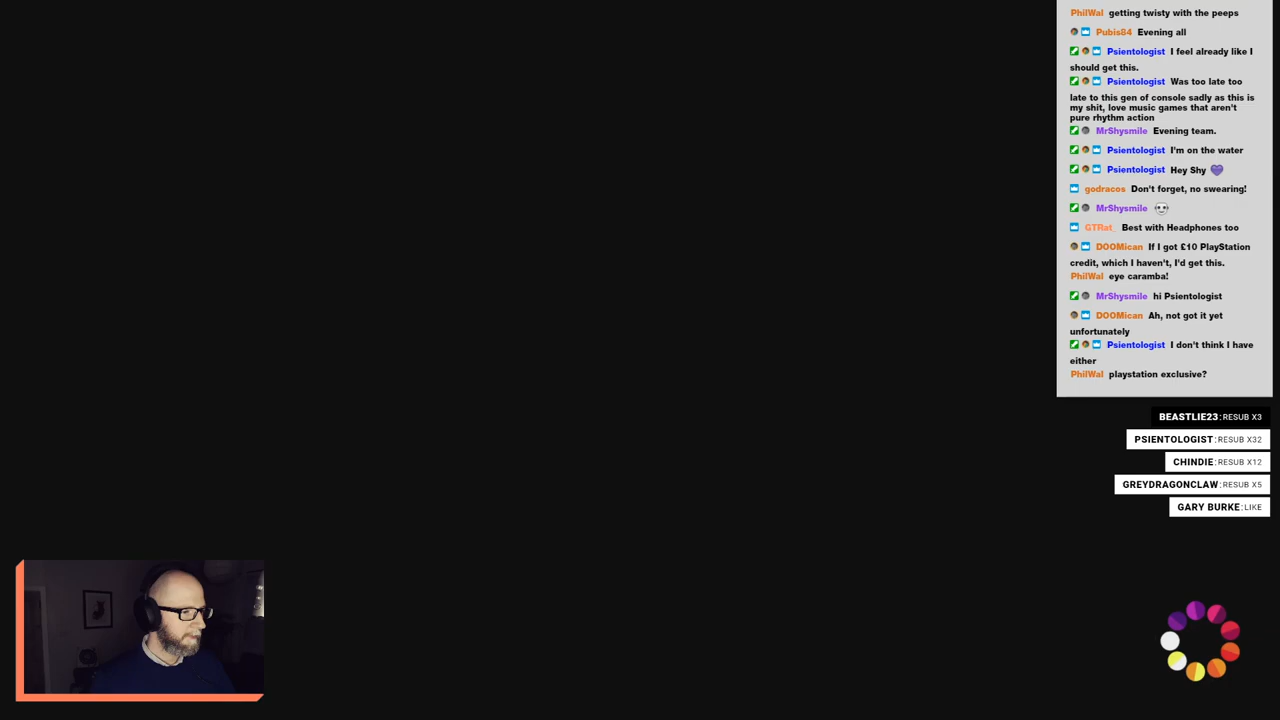 PhilWal getting twisty with the peeps
Pubis84 Evening all
Psientologist I feel already like I
should get this.
Psientologist Was too late too
late to this gen of console sadly as this is
my shit, love music games that aren't
pure rhythm action
MrShysmile Evening team.
Psientologist I'm on the water
Psientologist Hey Shy
godracos Don't forget, no swearing!
MrShysmile
GTRat_ Best with Headphones too
DOOMican If I got £10 PlayStation
credit, which I haven't, I'd get this.
PhilWal eye caramba!
MrShysmile hi Psientologist
DOOMican Ah, not got it yet
unfortunately
Psientologist I don't think I have
either
PhilWal playstation exclusive?
BEASTLIE23:RESUB X3
PSIENTOLOGIST:RESUB X32
CHINDIE:RESUB X12
GREYDRAGONCLAW:RESUB X5
GARY BURKE:LIKE